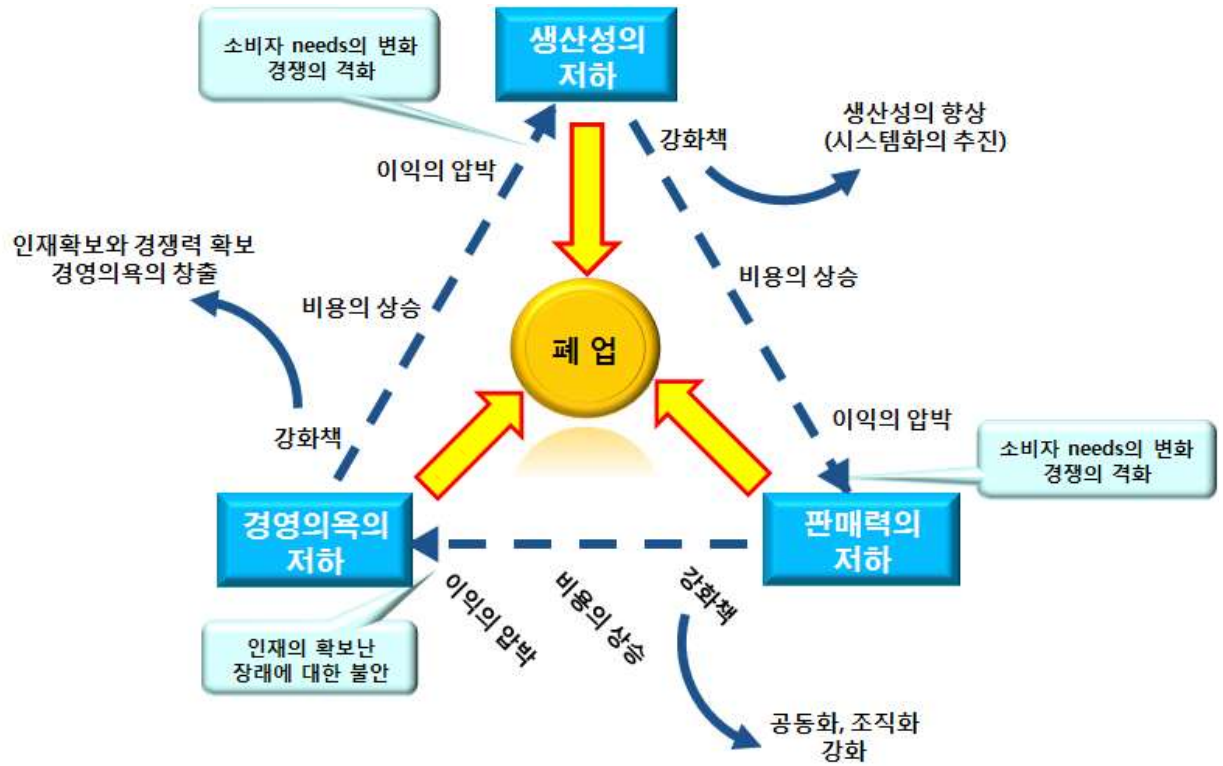 소비자 needs의 변화
경쟁의 격화
생산성의
저하
강화책
생산성의 향상
(시스템화의 추진)
이익의 압박
인재확보와 경쟁력 확보
경영의욕의 창출
비용의 상승
비용의 상승
폐 업
강화책
이익의 압박
소비자 needs의 변화
경쟁의 격화
경영의욕의
저하
판매력의
저하
이익의 압박
비용의 상승
강화책
인재의 확보난
장래에 대한 불안
공동화, 조직화
강화